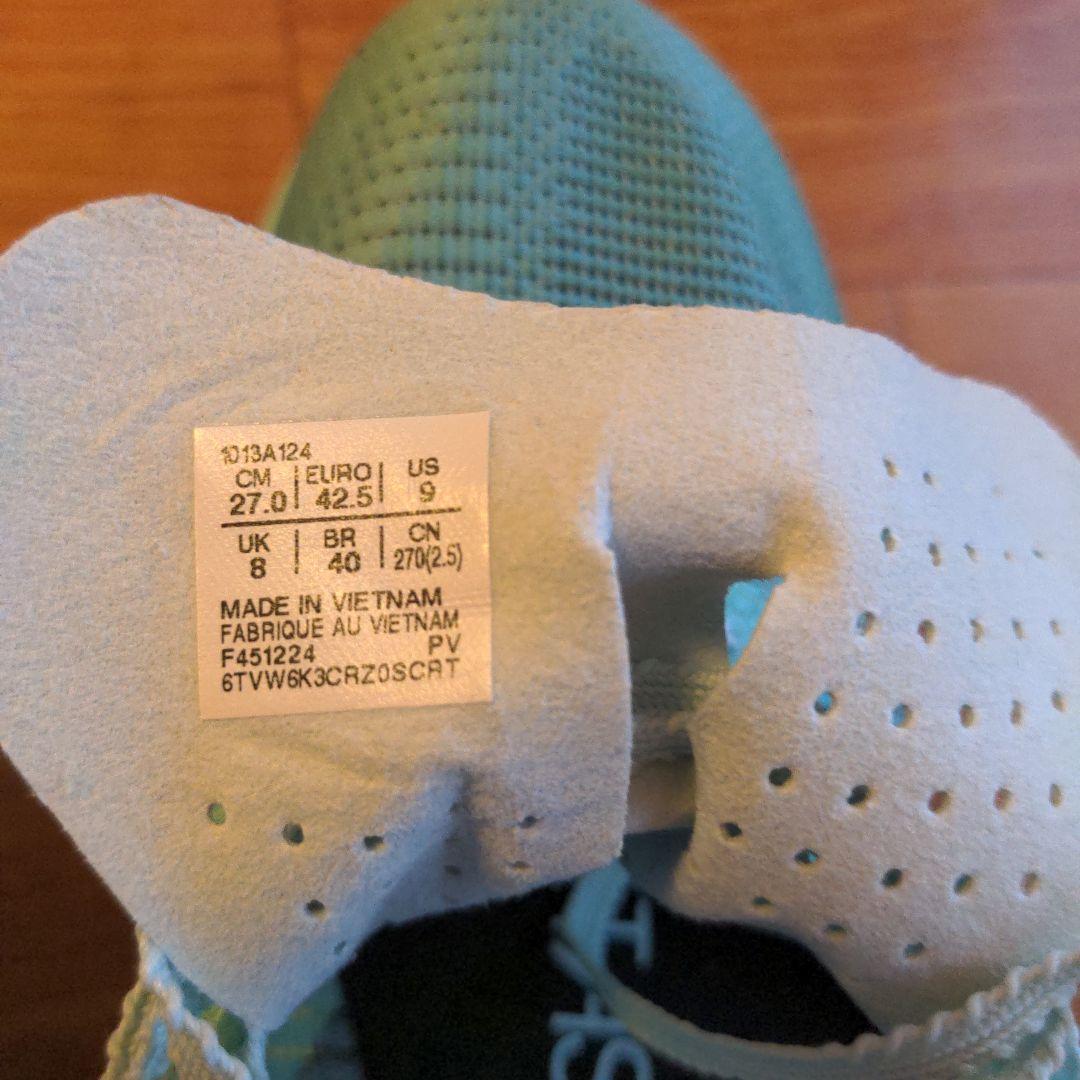 1013A124
CM | EURO | US
27.0 | 42.5 | 9
UK | BR | CN
8 | 40 | 270(2.5)
MADE IN VIETNAM
FABRIQUE AU VIETNAM
F451224 PV
6TVW6K3CRZ0SCRT